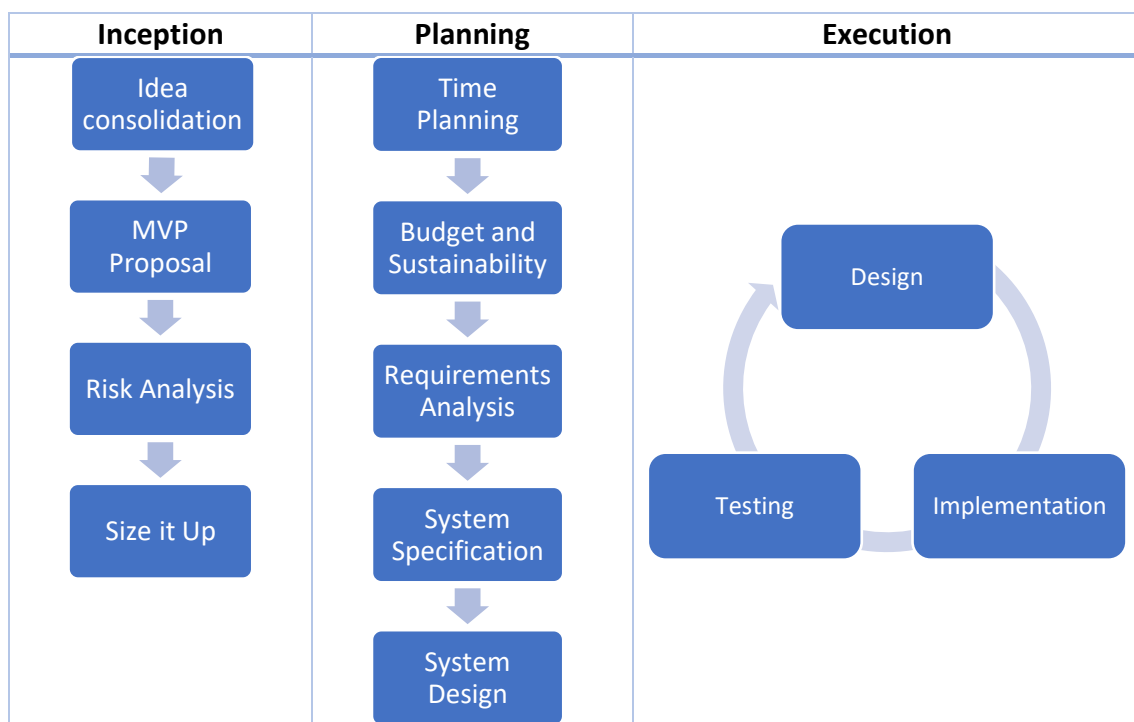 Inception
Planning
Execution
Idea
consolidation
MVP
Proposal
Risk Analysis
Size it Up
Time
Planning
Budget and
Sustainability
Requirements
Analysis
System
Specification
System
Design
Design
Testing
Implementation